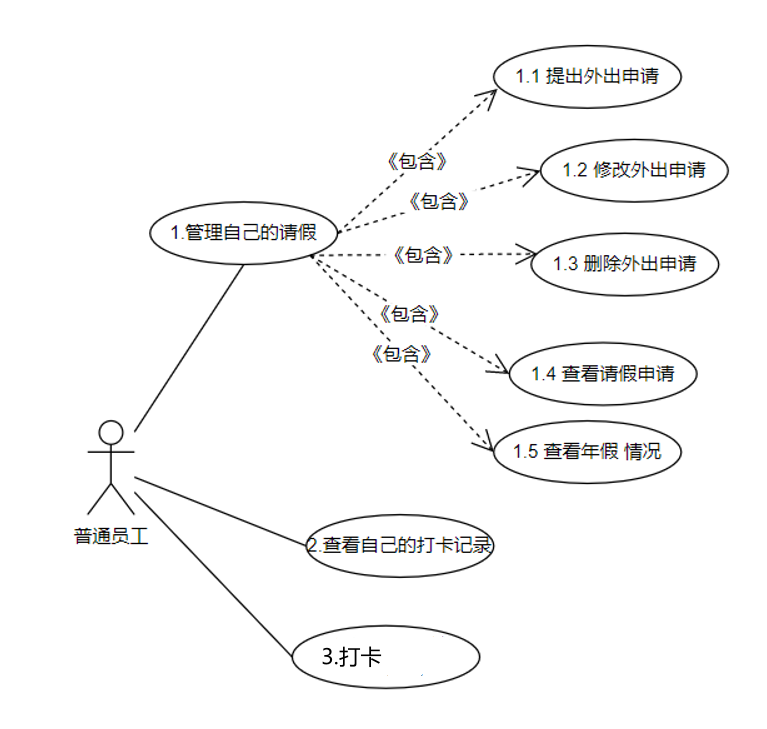 1.1 提出外出申请
《包含》
1.2 修改外出申请
《包含》
1.管理自己的请假
《包含》
1.3 删除外出申请
《包含》
《包含》
1.4 查看请假申请
1.5 查看年假 情况
普通员工
2.查看自己的打卡记录
3.打卡